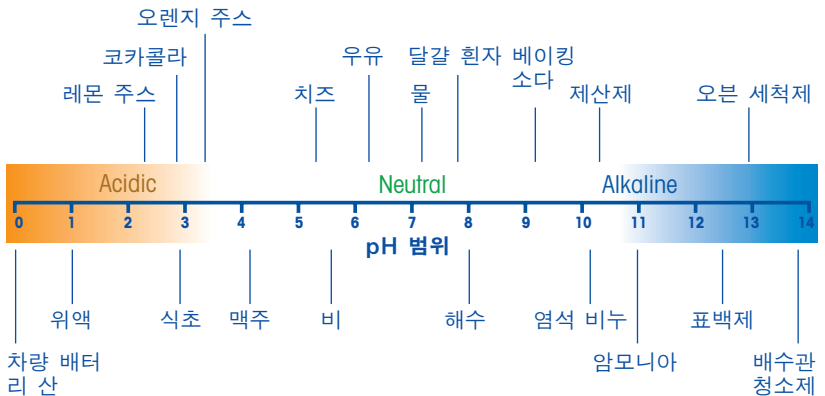 오렌지 주스
코카콜라 우유 달걀 흰자 베이킹
소다
레몬 주스 치즈 물 제산제 오븐 세척제
Acidic Neutral Alkaline
0 1 2 3 4 5 6 7 8 9 10 11 12 13 14
pH 범위
위액 식초 맥주 비 해수 염석 비누 표백제
차량 배터 암모니아 배수관
리 산 청소제